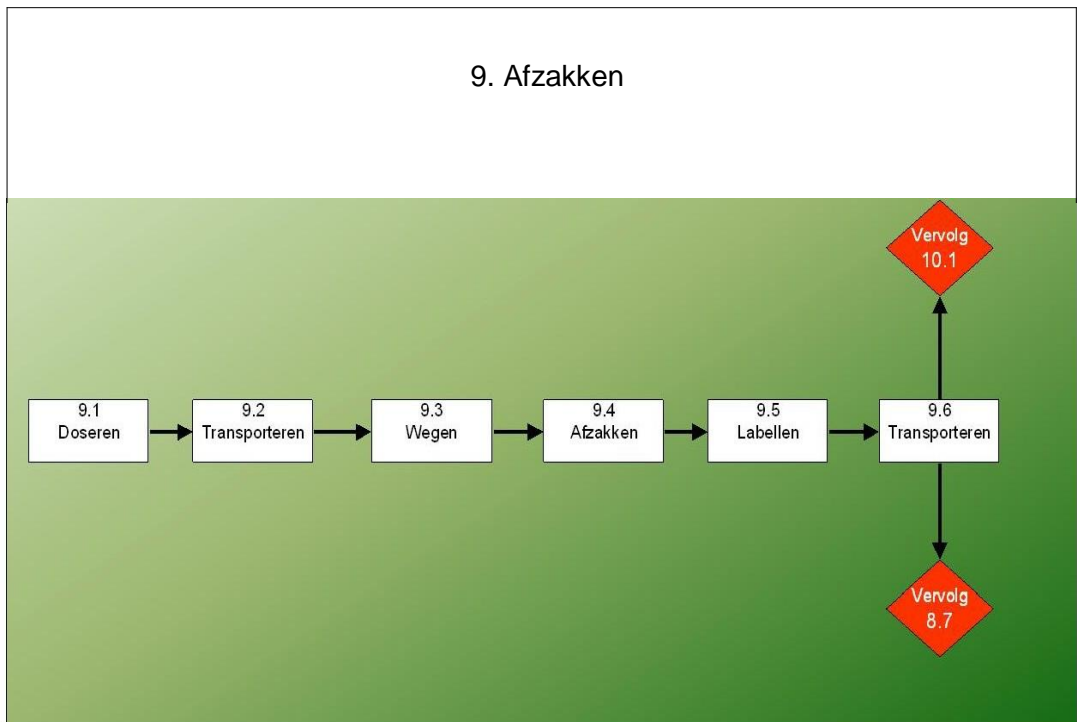 9. Afzakken
Vervolg
10.1
9.1
Doseren
9.2
Transporteren
9.3
Wegen
9.4
Afzakken
9.5
Labellen
9.6
Transporteren
Vervolg
8.7